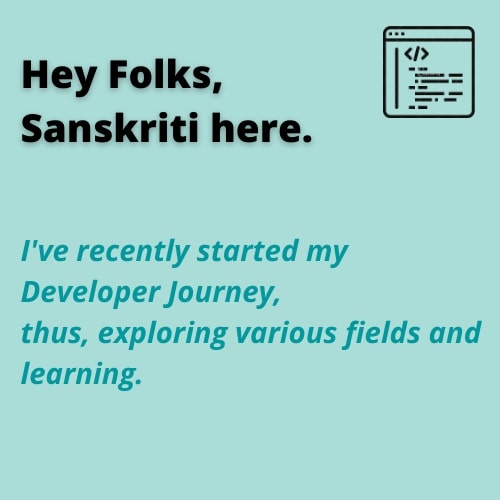 Hey Folks,
Sanskriti here.
</>
I've recently started my
Developer Journey,
thus, exploring various fields and
learning.